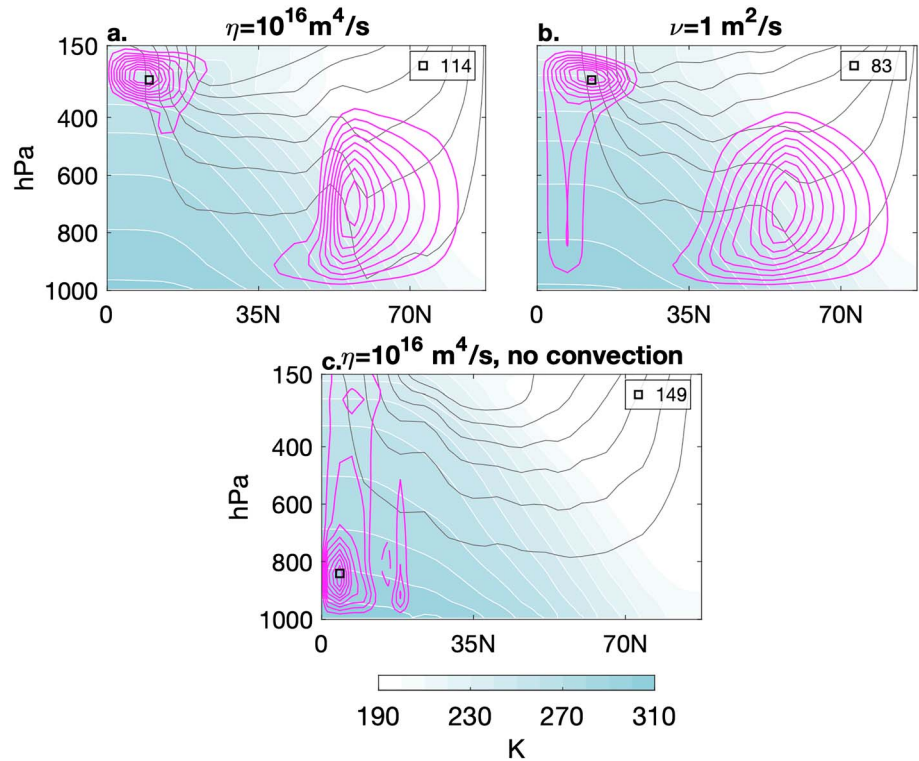 a. η=10¹⁶m⁴/s
150
400
600
800
1000
hPa
0 35N 70N
114
b. ν=1 m²/s
150
400
600
800
1000
0 35N 70N
83
c. η=10¹⁶ m⁴/s, no convection
150
400
600
800
1000
hPa
0 35N 70N
149
190 230 270 310
K